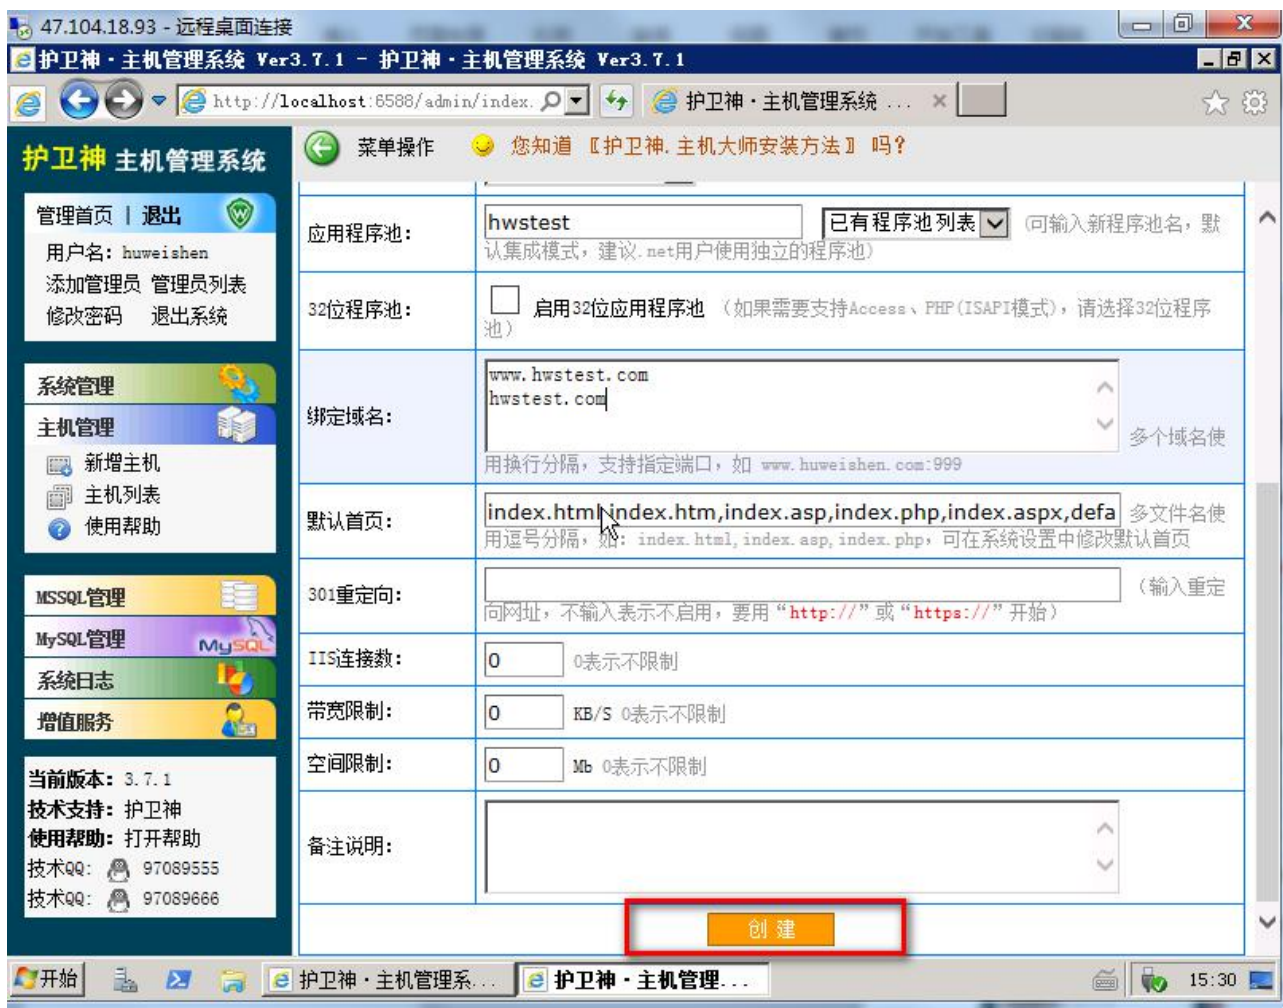 47.104.18.93 - 远程桌面连接
护卫神·主机管理系统 Ver3.7.1 - 护卫神·主机管理系统 Ver3.7.1
http://localhost:6588/admin/index.
护卫神·主机管理系统 ...
护卫神 主机管理系统
菜单操作
您知道〖护卫神.主机大师安装方法〗吗?
管理首页 | 退出
用户名: huweishen
添加管理员 管理员列表
修改密码 退出系统
系统管理
主机管理
新增主机
主机列表
使用帮助
MSSQL管理
MySQL管理
MySQL
系统日志
增值服务
当前版本: 3.7.1
技术支持: 护卫神
使用帮助: 打开帮助
技术QQ: 97089555
技术QQ: 97089666
应用程序池:
hwstest
已有程序池列表
(可输入新程序池名，默
认集成模式，建议.net用户使用独立的程序池)
32位程序池:
启用32位应用程序池 (如果需要支持Access、PHP(ISAPI模式)，请选择32位程序
池)
绑定域名:
www.hwstest.com
hwstest.com
多个域名使
用换行分隔，支持指定端口，如 www.huweishen.com:999
默认首页:
index.html,index.htm,index.asp,index.php,index.aspx,defa
多文件名使
用逗号分隔，如: index.html,index.asp,index.php，可在系统设置中修改默认首页
301重定向:
(输入重定
向网址，不输入表示不启用，要用“http://”或“https://”开始)
IIS连接数:
0 0表示不限制
带宽限制:
0 KB/S 0表示不限制
空间限制:
0 Mb 0表示不限制
备注说明:
创 建
开始
护卫神·主机管理系...
护卫神·主机管理...
15:30